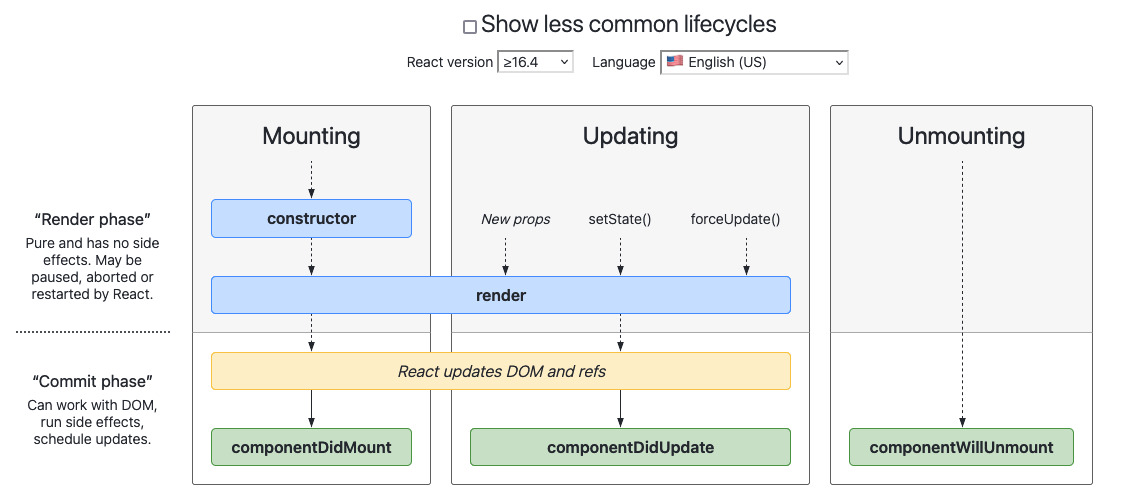 Show less common lifecycles
React version ≥16.4 Language English (US)
Mounting
Updating
Unmounting
“Render phase”
Pure and has no side
effects. May be
paused, aborted or
restarted by React.
constructor
New props
setState()
forceUpdate()
render
“Commit phase”
Can work with DOM,
run side effects,
schedule updates.
React updates DOM and refs
componentDidMount
componentDidUpdate
componentWillUnmount